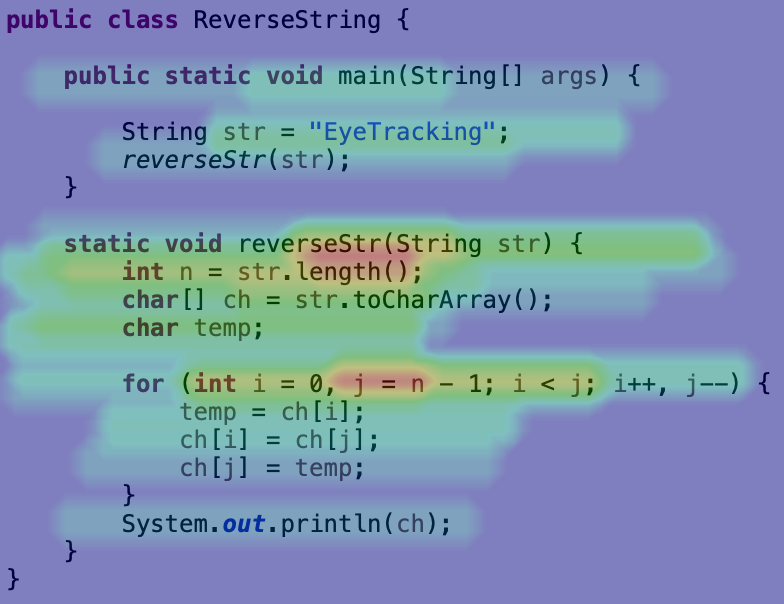 public class ReverseString {
public static void main(String[] args) {
String str = "EyeTracking";
reverseStr(str);
}
static void reverseStr(String str) {
int n = str.length();
char[] ch = str.toCharArray();
char temp;
for (int i = 0, j = n - 1; i < j; i++, j--) {
temp = ch[i];
ch[i] = ch[j];
ch[j] = temp;
}
System.out.println(ch);
}
}